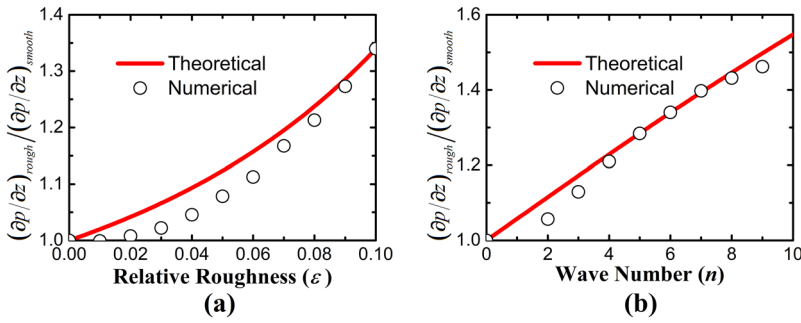 (∂p/∂z)rough/(∂p/∂z)smooth
1.4
1.3
1.2
1.1
1.0
Theoretical
Numerical
0.00 0.02 0.04 0.06 0.08 0.10
Relative Roughness (ε)
(a)
(∂p/∂z)rough/(∂p/∂z)smooth
1.6
1.4
1.2
1.0
Theoretical
Numerical
0 2 4 6 8 10
Wave Number (n)
(b)